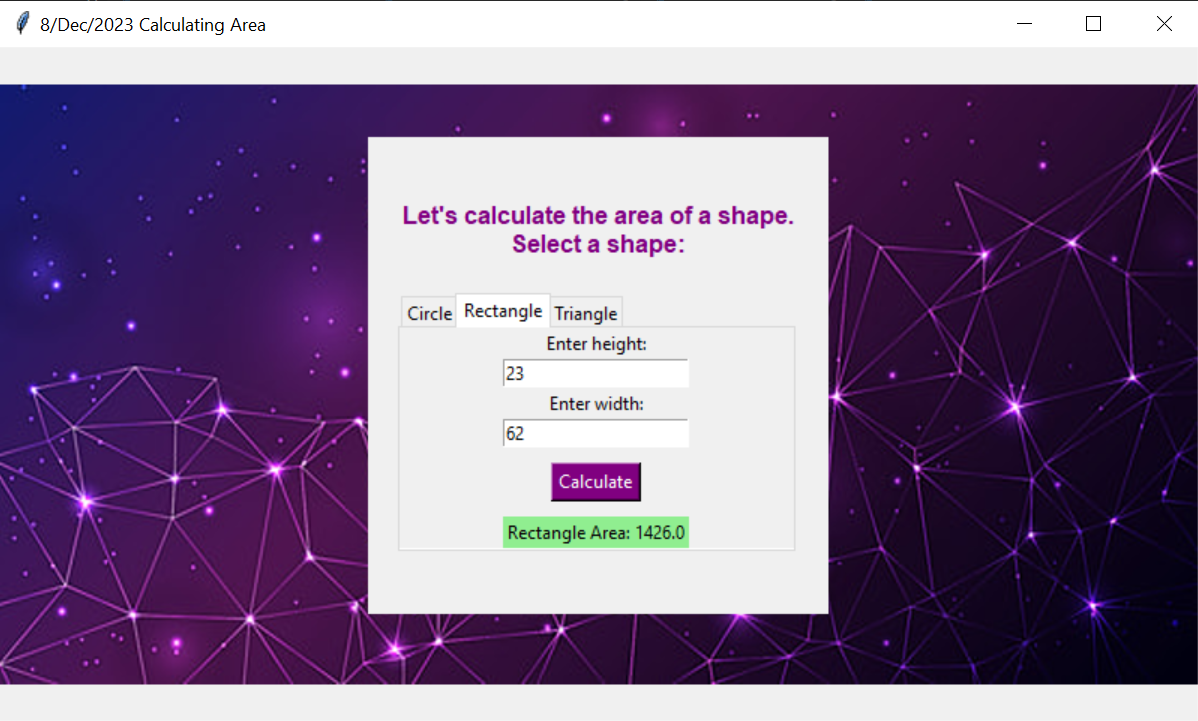 8/Dec/2023 Calculating Area
Let's calculate the area of a shape.
Select a shape:
Circle Rectangle Triangle
Enter height:
23
Enter width:
62
Calculate
Rectangle Area: 1426.0